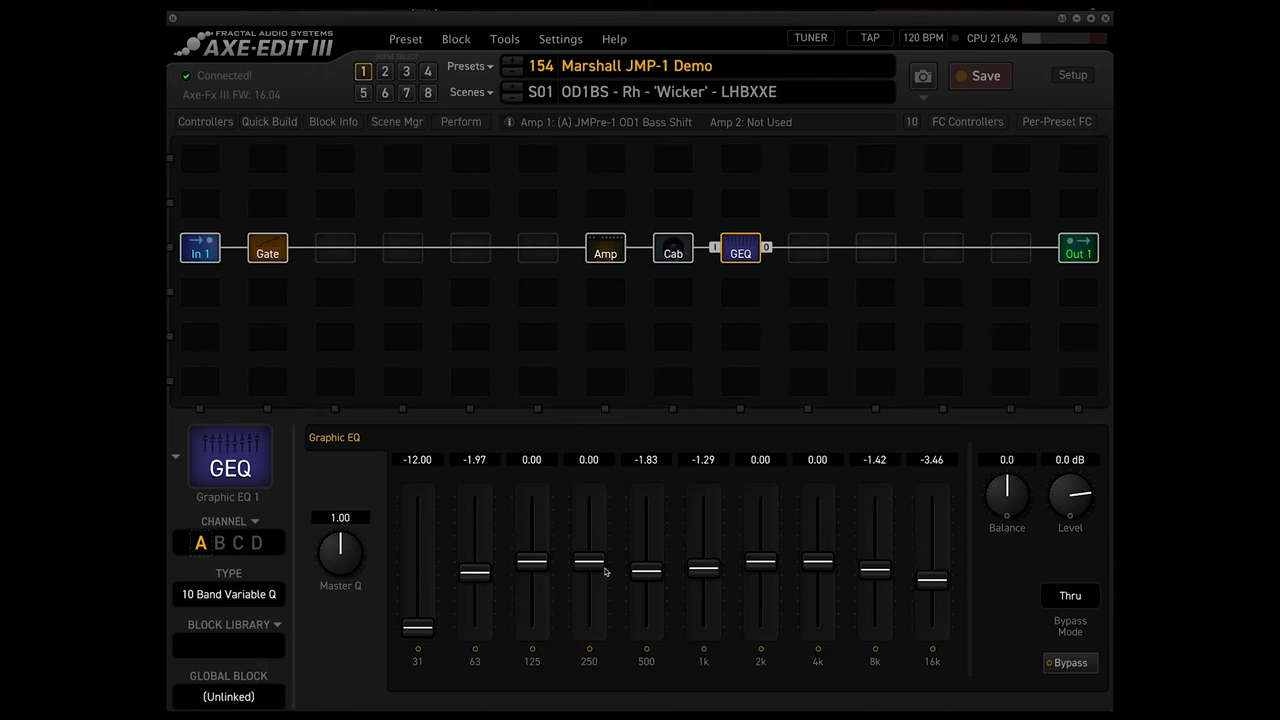 FRACTAL AUDIO SYSTEMS
AXE-EDIT III
Preset Block Tools Settings Help
TUNER TAP 120 BPM CPU 21.6%
Connected!
Axe-Fx III FW: 16.04
SCENE SELECT
1 2 3 4
5 6 7 8
Presets 154 Marshall JMP-1 Demo
Scenes S01 OD1BS - Rh - 'Wicker' - LHBXXE
Save
Setup
Controllers Quick Build Block Info Scene Mgr Perform Amp 1: (A) JMPre-1 OD1 Bass Shift Amp 2: Not Used 10 FC Controllers Per-Preset FC
In 1 Gate Amp Cab I GEQ O Out 1
GEQ
Graphic EQ 1
CHANNEL
A B C D
TYPE
10 Band Variable Q
BLOCK LIBRARY
GLOBAL BLOCK
(Unlinked)
Graphic EQ
1.00
Master Q
-12.00 -1.97 0.00 0.00 -1.83 -1.29 0.00 0.00 -1.42 -3.46
31 63 125 250 500 1k 2k 4k 8k 16k
0.0 0.0 dB
Balance Level
Thru
Bypass
Mode
Bypass